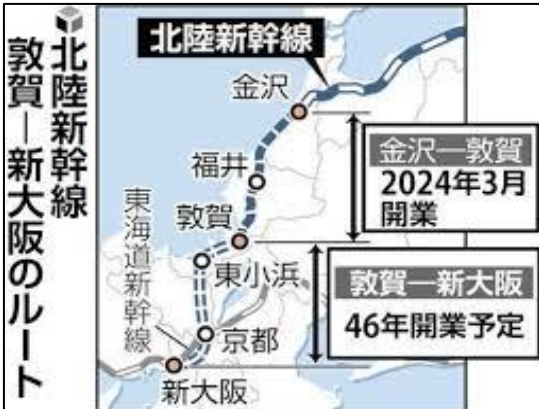 北陸新幹線
敦賀―新大阪のルート
北陸新幹線
金沢
福井
敦賀
東小浜
京都
新大阪
東海道新幹線
金沢―敦賀
2024年3月
開業
敦賀―新大阪
46年開業予定